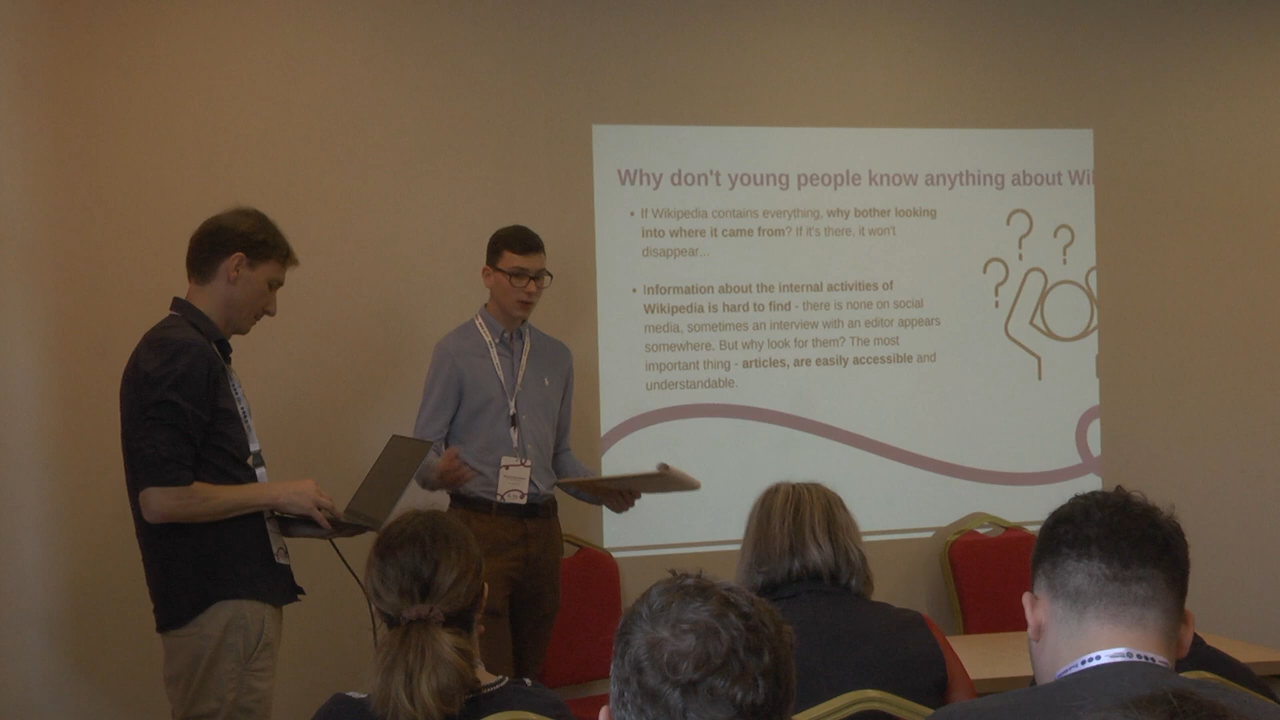 Why don't young people know anything about Wi
• If Wikipedia contains everything, why bother looking
into where it came from? If it's there, it won't
disappear...
• Information about the internal activities of
Wikipedia is hard to find - there is none on social
media, sometimes an interview with an editor appears
somewhere. But why look for them? The most
important thing - articles, are easily accessible and
understandable.